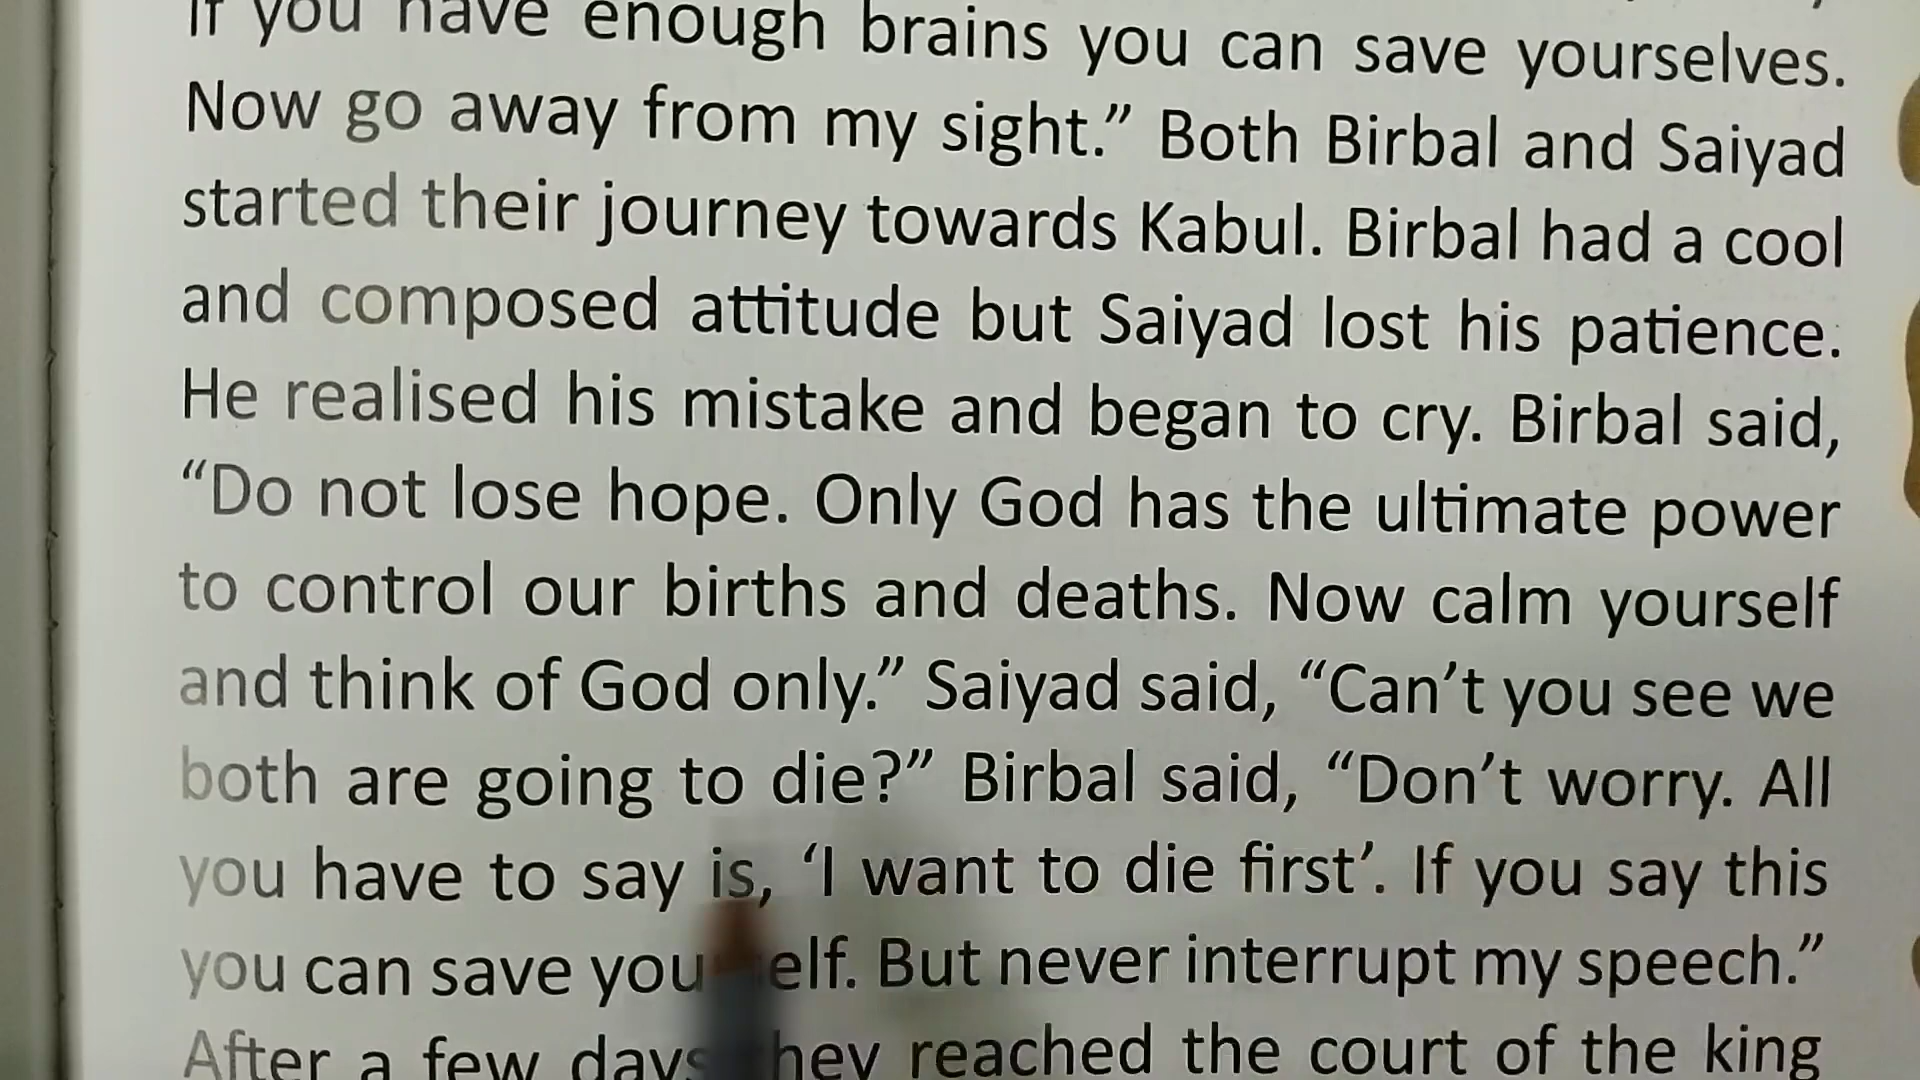 If you have enough brains you can save yourselves.
Now go away from my sight.” Both Birbal and Saiyad
started their journey towards Kabul. Birbal had a cool
and composed attitude but Saiyad lost his patience.
He realised his mistake and began to cry. Birbal said,
“Do not lose hope. Only God has the ultimate power
to control our births and deaths. Now calm yourself
and think of God only.” Saiyad said, “Can’t you see we
both are going to die?” Birbal said, “Don’t worry. All
you have to say is, ‘I want to die first’. If you say this
you can save yourself. But never interrupt my speech.”
After a few days they reached the court of the king